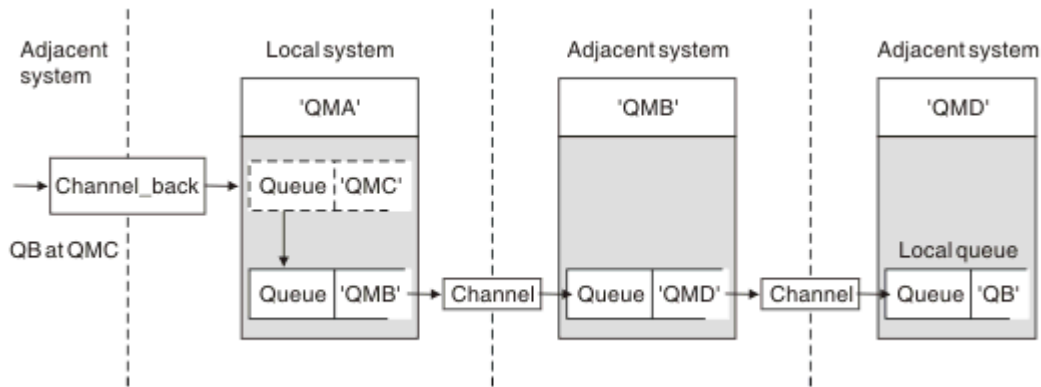 Adjacent
system
Local system
Adjacent system
Adjacent system
'QMA'
'QMB'
'QMD'
Channel_back
Queue 'QMC'
QB at QMC
Local queue
Queue 'QMB'
Channel
Queue 'QMD'
Channel
Queue 'QB'